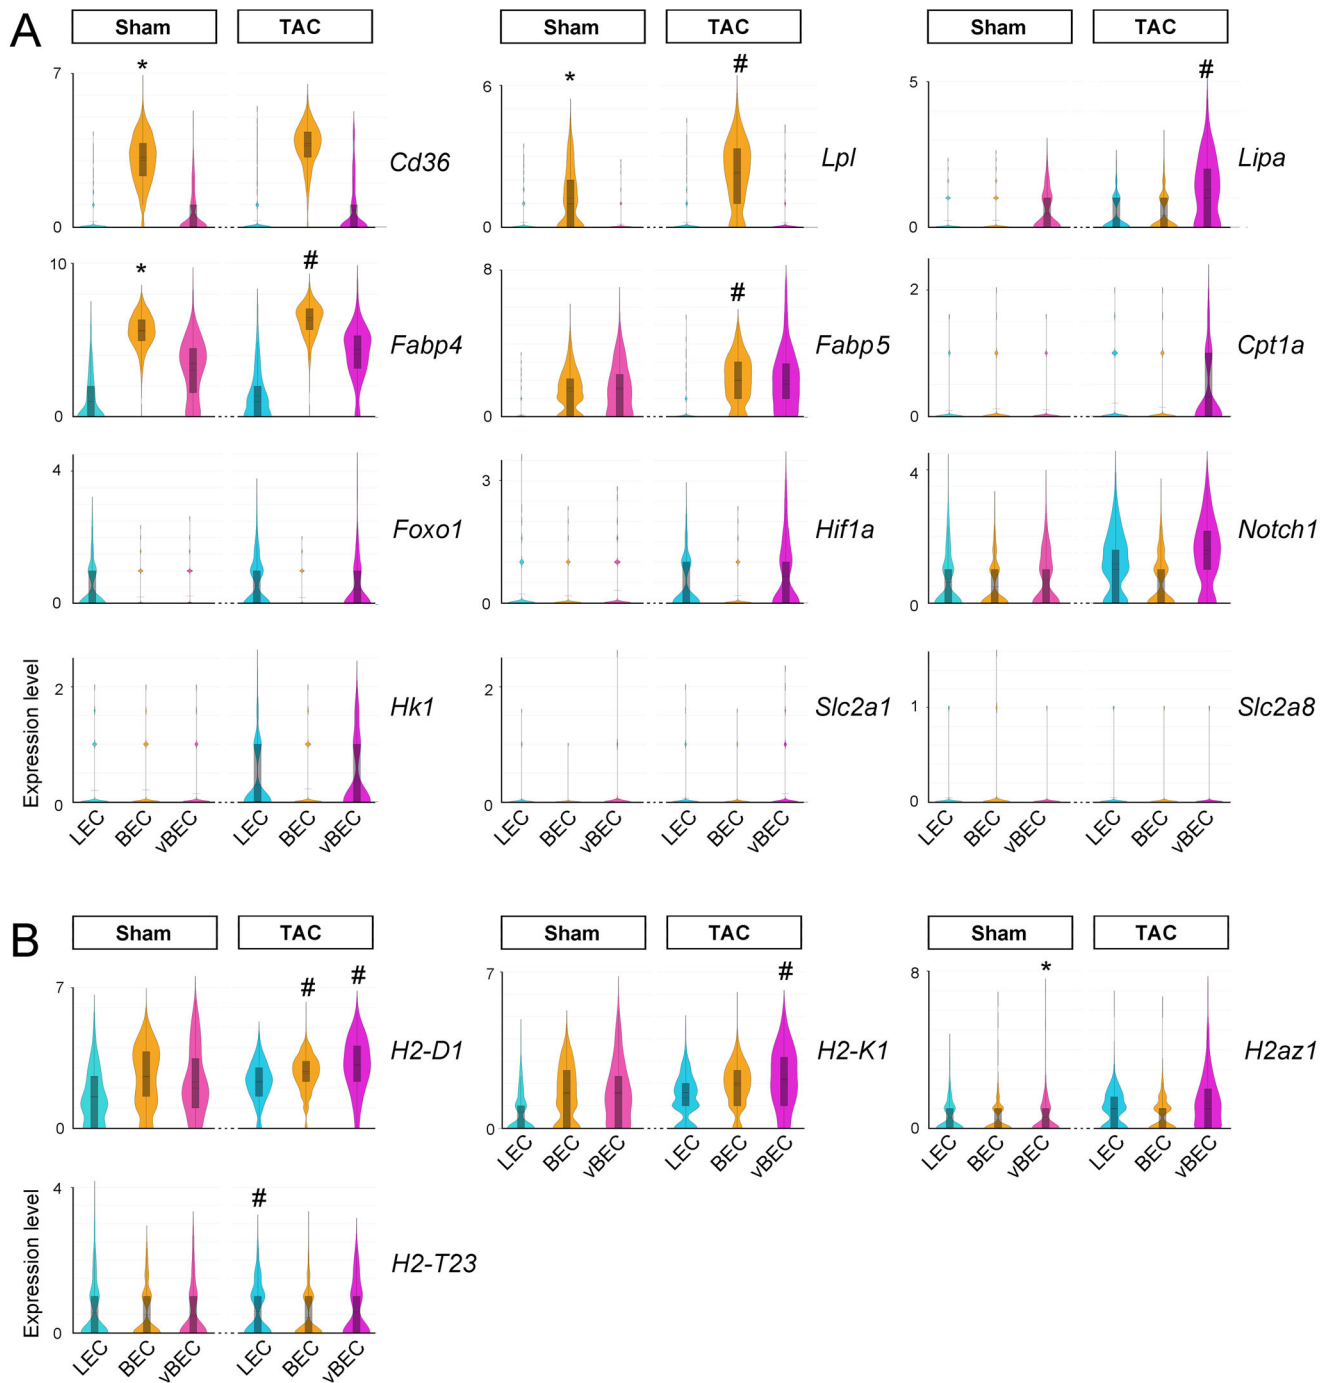 A
Sham TAC Sham TAC Sham TAC
7 * 0 Cd36
6 * # 0 Lpl
5 # 0 Lipa
10 * # 0 Fabp4
8 # 0 Fabp5
2 0 Cpt1a
4 0 Foxo1
3 0 Hif1a
4 0 Notch1
Expression level
2 0 Hk1
2 0 Slc2a1
1 0 Slc2a8
LEC BEC vBEC LEC BEC vBEC
LEC BEC vBEC LEC BEC vBEC
LEC BEC vBEC LEC BEC vBEC
B
Sham TAC Sham TAC Sham TAC
7 # # 0 H2-D1
7 # 0 H2-K1
8 * 0 H2az1
LEC BEC vBEC LEC BEC vBEC
LEC BEC vBEC LEC BEC vBEC
Expression level
4 # 0 H2-T23
LEC BEC vBEC LEC BEC vBEC